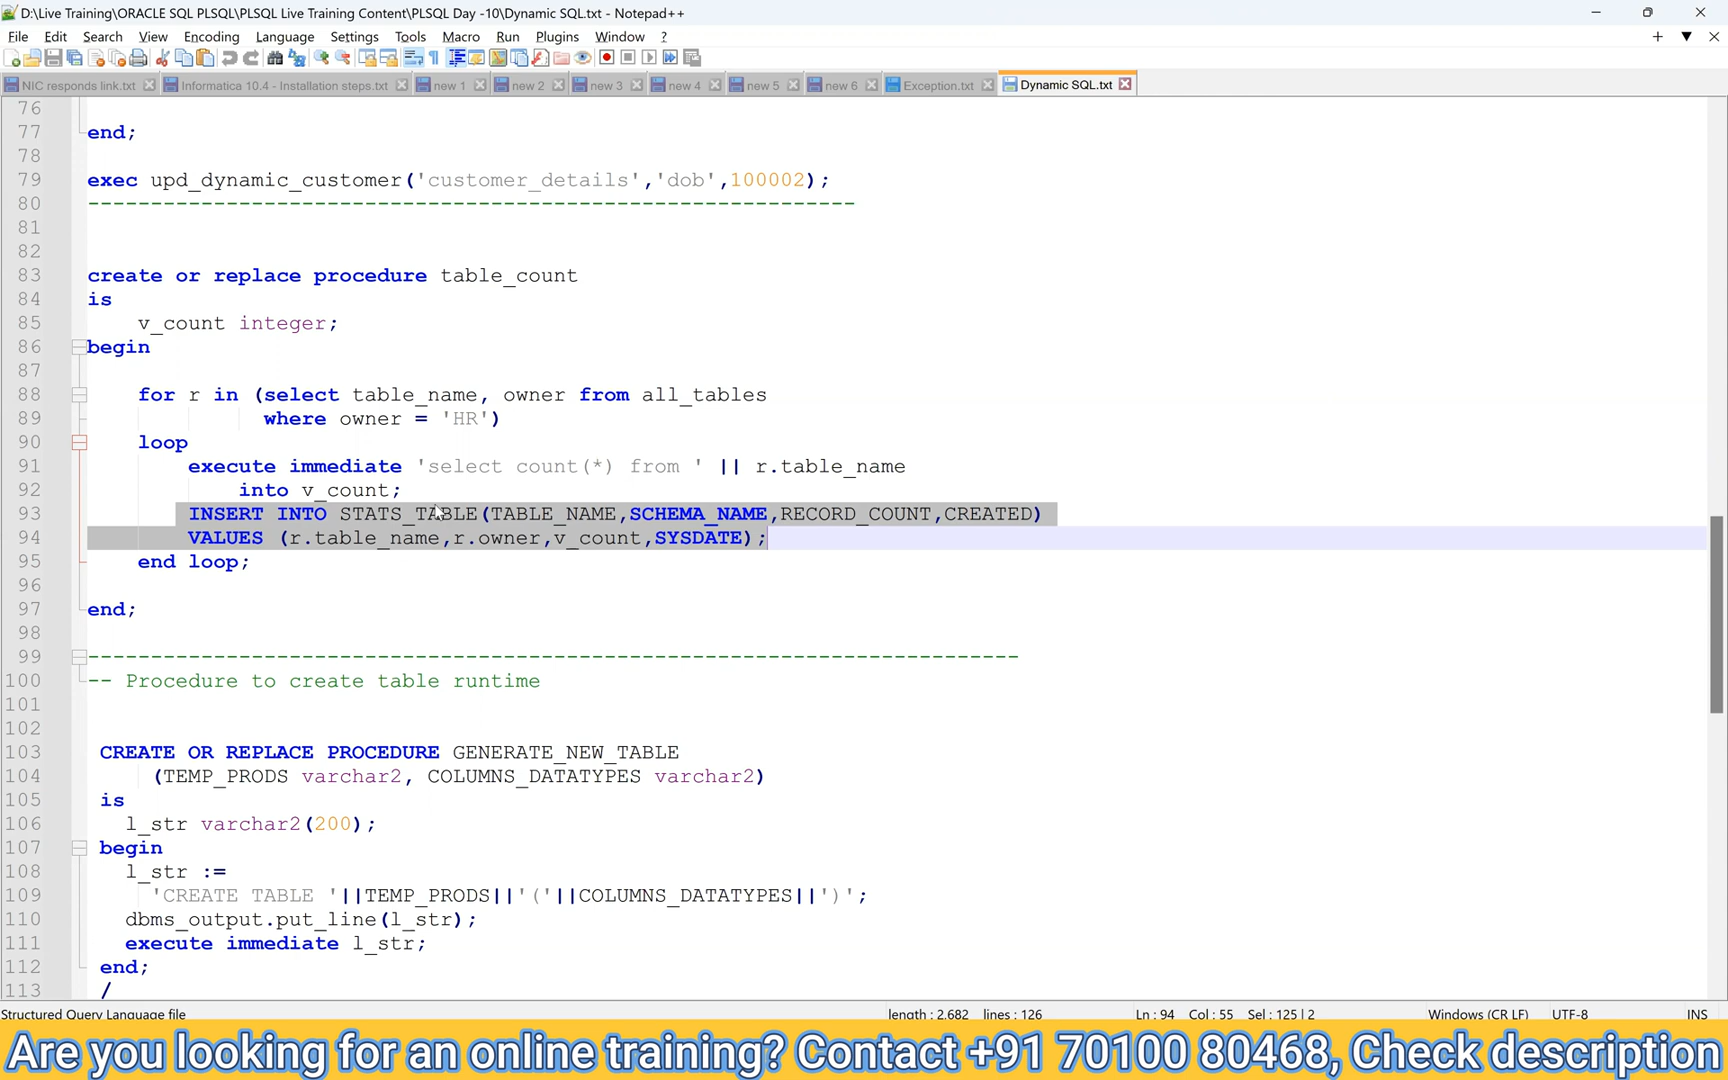 D:\Live Training\ORACLE SQL PLSQL\PLSQL Live Training Content\PLSQL Day -10\Dynamic SQL.txt - Notepad++
File Edit Search View Encoding Language Settings Tools Macro Run Plugins Window ?
NIC responds link.txt Informatica 10.4 - Installation steps.txt new 1 new 2 new 3 new 4 new 5 new 6 Exception.txt Dynamic SQL.txt
76
77 end;
78
79 exec upd_dynamic_customer('customer_details','dob',100002);
80 -------------------------------------------------------------
81
82
83 create or replace procedure table_count
84 is
85 v_count integer;
86 begin
87
88 for r in (select table_name, owner from all_tables
89 where owner = 'HR')
90 loop
91 execute immediate 'select count(*) from ' || r.table_name
92 into v_count;
93 INSERT INTO STATS_TABLE(TABLE_NAME,SCHEMA_NAME,RECORD_COUNT,CREATED)
94 VALUES (r.table_name,r.owner,v_count,SYSDATE);
95 end loop;
96
97 end;
98
99 --------------------------------------------------------------------------
100 -- Procedure to create table runtime
101
102
103 CREATE OR REPLACE PROCEDURE GENERATE_NEW_TABLE
104 (TEMP_PRODS varchar2, COLUMNS_DATATYPES varchar2)
105 is
106 l_str varchar2(200);
107 begin
108 l_str :=
109 'CREATE TABLE '||TEMP_PRODS||'('||COLUMNS_DATATYPES||')';
110 dbms_output.put_line(l_str);
111 execute immediate l_str;
112 end;
113 /
Structured Query Language file length : 2,682 lines : 126 Ln : 94 Col : 55 Sel : 125 | 2 Windows (CR LF) UTF-8 INS
Are you looking for an online training? Contact +91 70100 80468, Check description